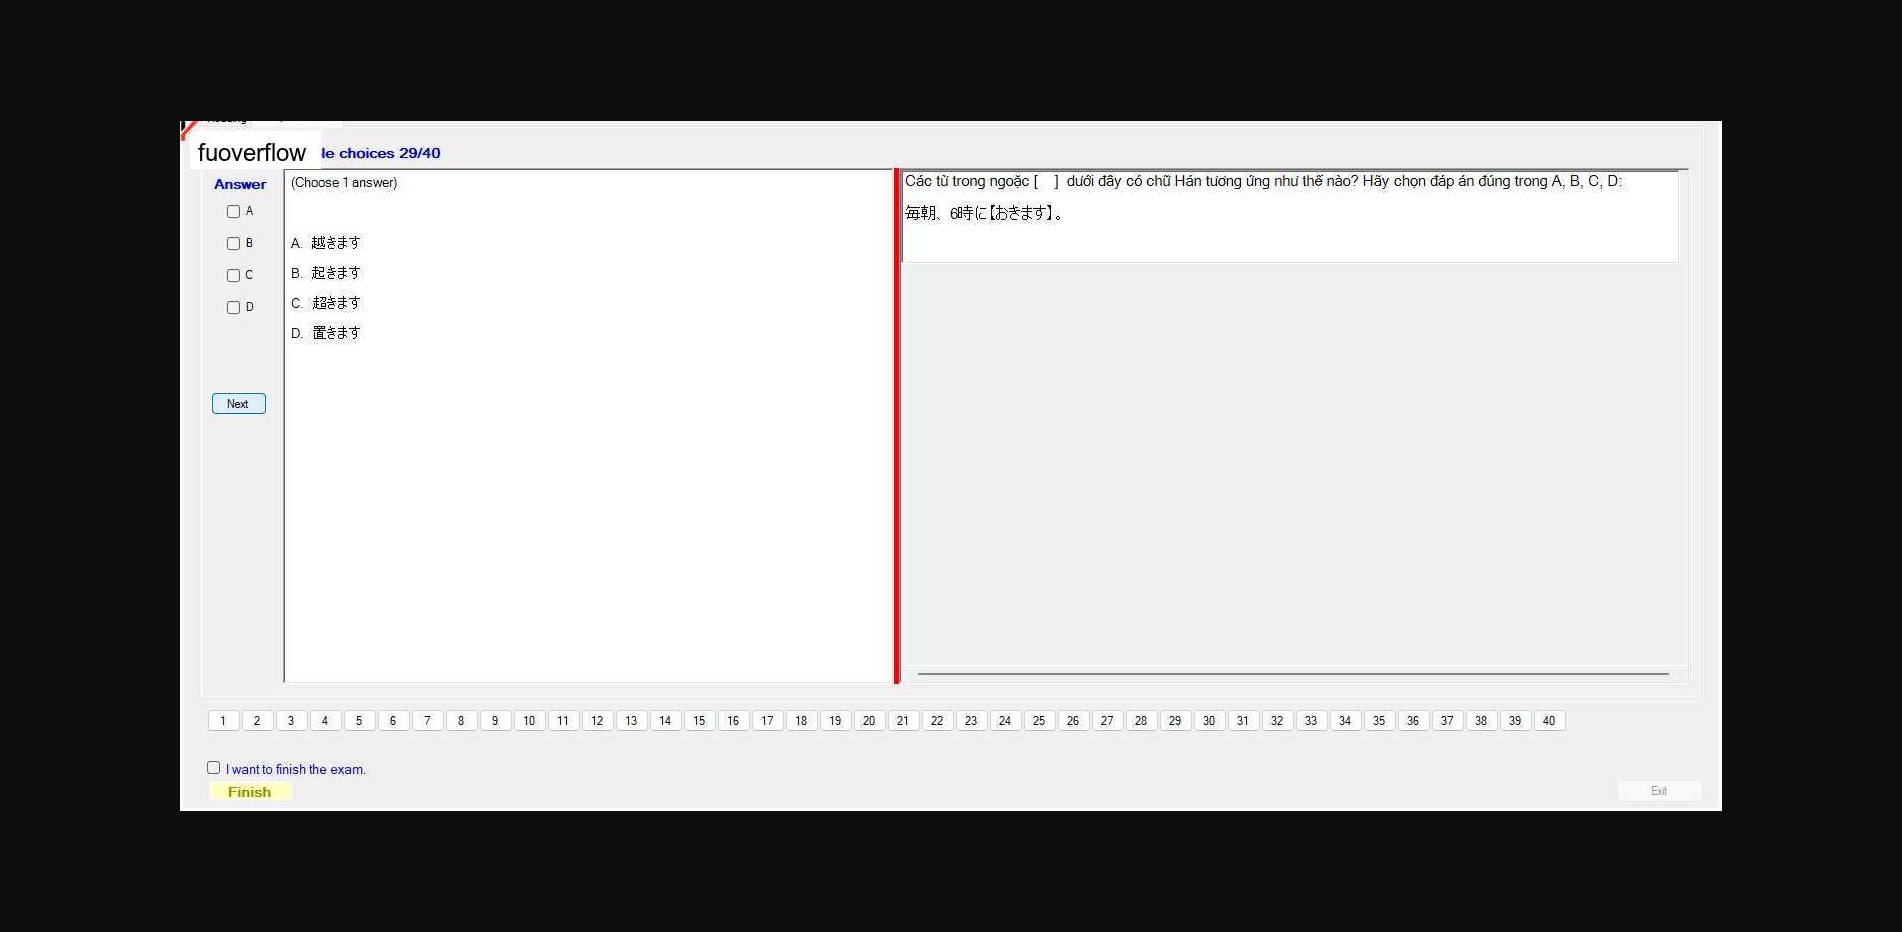 fuoverflow
le choices 29/40
Answer
(Choose 1 answer)
A
B
C
D
A. 越きます
B. 起きます
C. 超きます
D. 置きます
Next
Các từ trong ngoặc [ ] dưới đây có chữ Hán tương ứng như thế nào? Hãy chọn đáp án đúng trong A, B, C, D:
毎朝、6時に【おきます】。
1 2 3 4 5 6 7 8 9 10 11 12 13 14 15 16 17 18 19 20 21 22 23 24 25 26 27 28 29 30 31 32 33 34 35 36 37 38 39 40
I want to finish the exam.
Finish
Exit